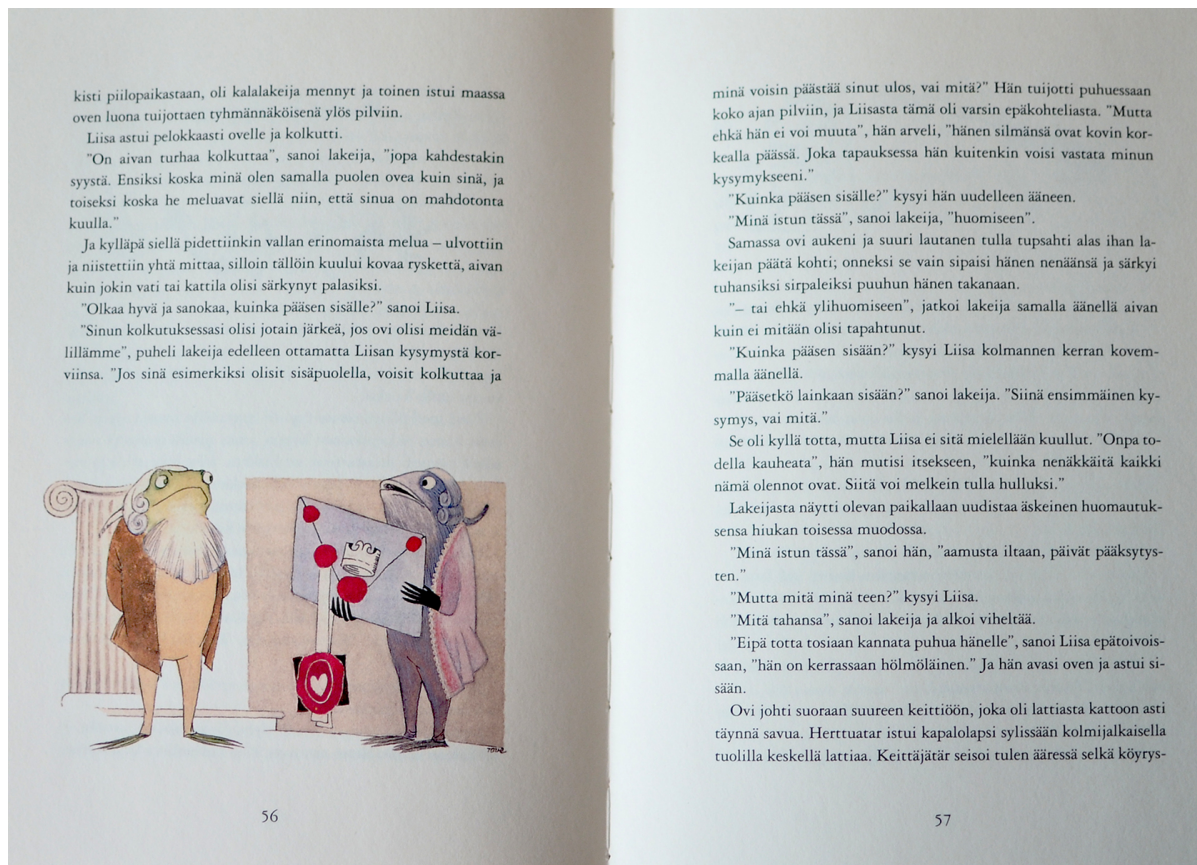 kisti piilopaikastaan, oli kalalakeija mennyt ja toinen istui maassa
oven luona tuijottaen tyhmännäköisenä ylös pilviin.
Liisa astui pelokkaasti ovelle ja kolkutti.
"On aivan turhaa kolkuttaa", sanoi lakeija, "jopa kahdestakin
syystä. Ensiksi koska minä olen samalla puolen ovea kuin sinä, ja
toiseksi koska he meluavat siellä niin, että sinua on mahdotonta
kuulla."
Ja kylläpä siellä pidettiinkin vallan erinomaista melua – ulvottiin
ja niistettiin yhtä mittaa, silloin tällöin kuului kovaa ryskettä, aivan
kuin jokin vati tai kattila olisi särkynyt palasiksi.
"Olkaa hyvä ja sanokaa, kuinka pääsen sisälle?" sanoi Liisa.
"Sinun kolkutuksessasi olisi jotain järkeä, jos ovi olisi meidän vä-
lillämme", puheli lakeija edelleen ottamatta Liisan kysymystä kor-
viinsa. "Jos sinä esimerkiksi olisit sisäpuolella, voisit kolkuttaa ja
56
minä voisin päästää sinut ulos, vai mitä?" Hän tuijotti puhuessaan
koko ajan pilviin, ja Liisasta tämä oli varsin epäkohteliasta. "Mutta
ehkä hän ei voi muuta", hän arveli, "hänen silmänsä ovat kovin kor-
kealla päässä. Joka tapauksessa hän kuitenkin voisi vastata minun
kysymykseeni."
"Kuinka pääsen sisälle?" kysyi hän uudelleen ääneen.
"Minä istun tässä", sanoi lakeija, "huomiseen".
Samassa ovi aukeni ja suuri lautanen tulla tupsahti alas ihan la-
keijan päätä kohti; onneksi se vain sipaisi hänen nenäänsä ja särkyi
tuhansiksi sirpaleiksi puuhun hänen takanaan.
"– tai ehkä ylihuomiseen", jatkoi lakeija samalla äänellä aivan
kuin ei mitään olisi tapahtunut.
"Kuinka pääsen sisään?" kysyi Liisa kolmannen kerran kovem-
malla äänellä.
"Pääsetkö lainkaan sisään?" sanoi lakeija. "Siinä ensimmäinen ky-
symys, vai mitä."
Se oli kyllä totta, mutta Liisa ei sitä mielellään kuullut. "Onpa to-
della kauheata", hän mutisi itsekseen, "kuinka nenäkkäitä kaikki
nämä olennot ovat. Siitä voi melkein tulla hulluksi."
Lakeijasta näytti olevan paikallaan uudistaa äskeinen huomautuk-
sensa hiukan toisessa muodossa.
"Minä istun tässä", sanoi hän, "aamusta iltaan, päivät pääksytys-
ten."
"Mutta mitä minä teen?" kysyi Liisa.
"Mitä tahansa", sanoi lakeija ja alkoi viheltää.
"Eipä totta tosiaan kannata puhua hänelle", sanoi Liisa epätoivois-
saan, "hän on kerrassaan hölmöläinen." Ja hän avasi oven ja astui si-
sään.
Ovi johti suoraan suureen keittiöön, joka oli lattiasta kattoon asti
täynnä savua. Herttuatar istui kapalolapsi sylissään kolmijalkaisella
tuolilla keskellä lattiaa. Keittäjätär seisoi tulen ääressä selkä köyrys-
57